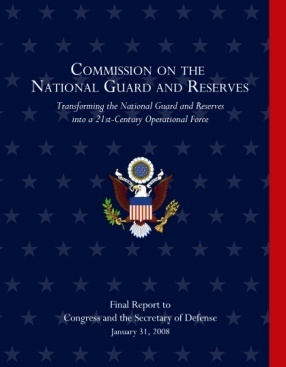 Commission on the
National Guard and Reserves
Transforming the National Guard and Reserves
into a 21st-Century Operational Force
Final Report to
Congress and the Secretary of Defense
January 31, 2008